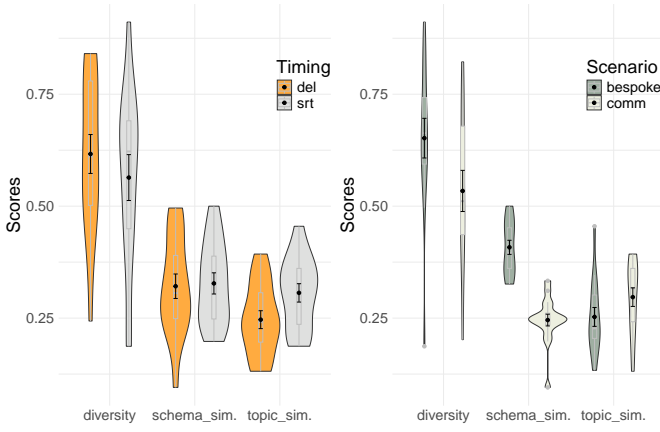 Timing
del
srt
Scores
0.75
0.50
0.25
diversity schema_sim. topic_sim.
Scenario
bespoke
comm
Scores
0.75
0.50
0.25
diversity schema_sim. topic_sim.